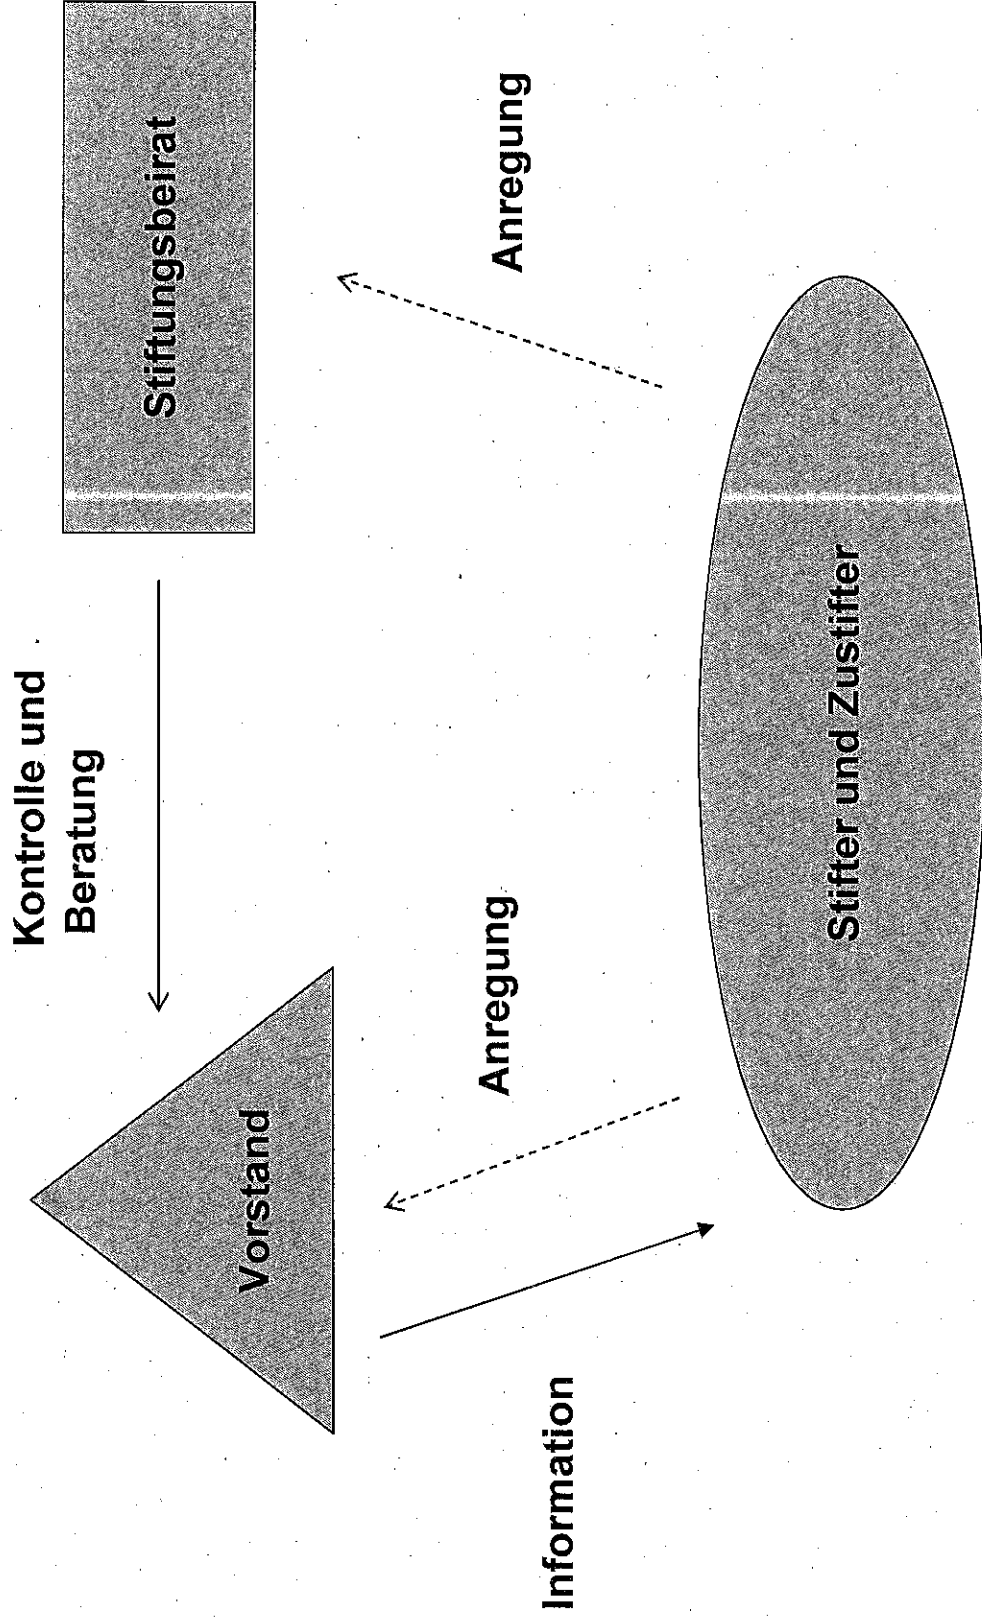 Kontrolle und
Beratung
Vorstand
Stiftungsbeirat
Information
Anregung
Anregung
Stifter und Zustifter